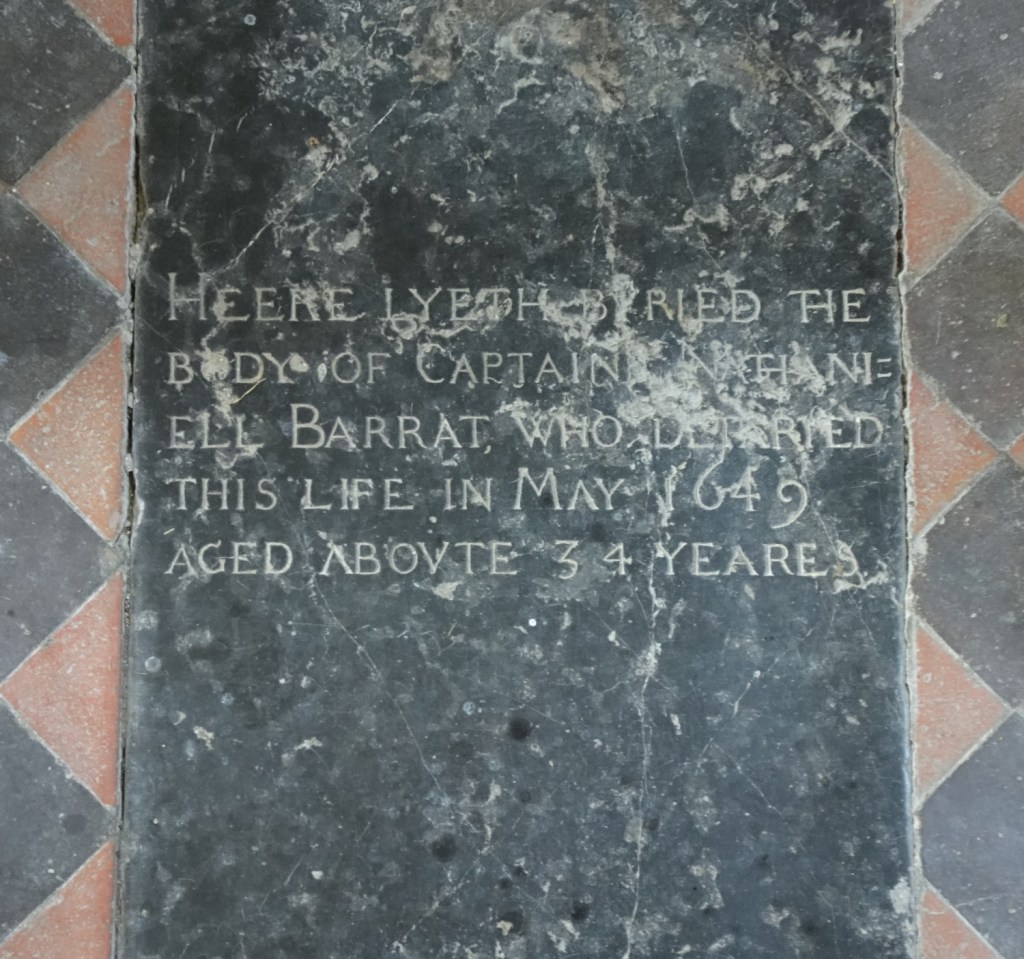 HEERE LYETH BVRIED THE
BODY OF CAPTAINE NATHANI=
ELL BARRAT, WHO DEPARTED
THIS LIFE IN MAY 1649
AGED ABOVTE 34 YEARES